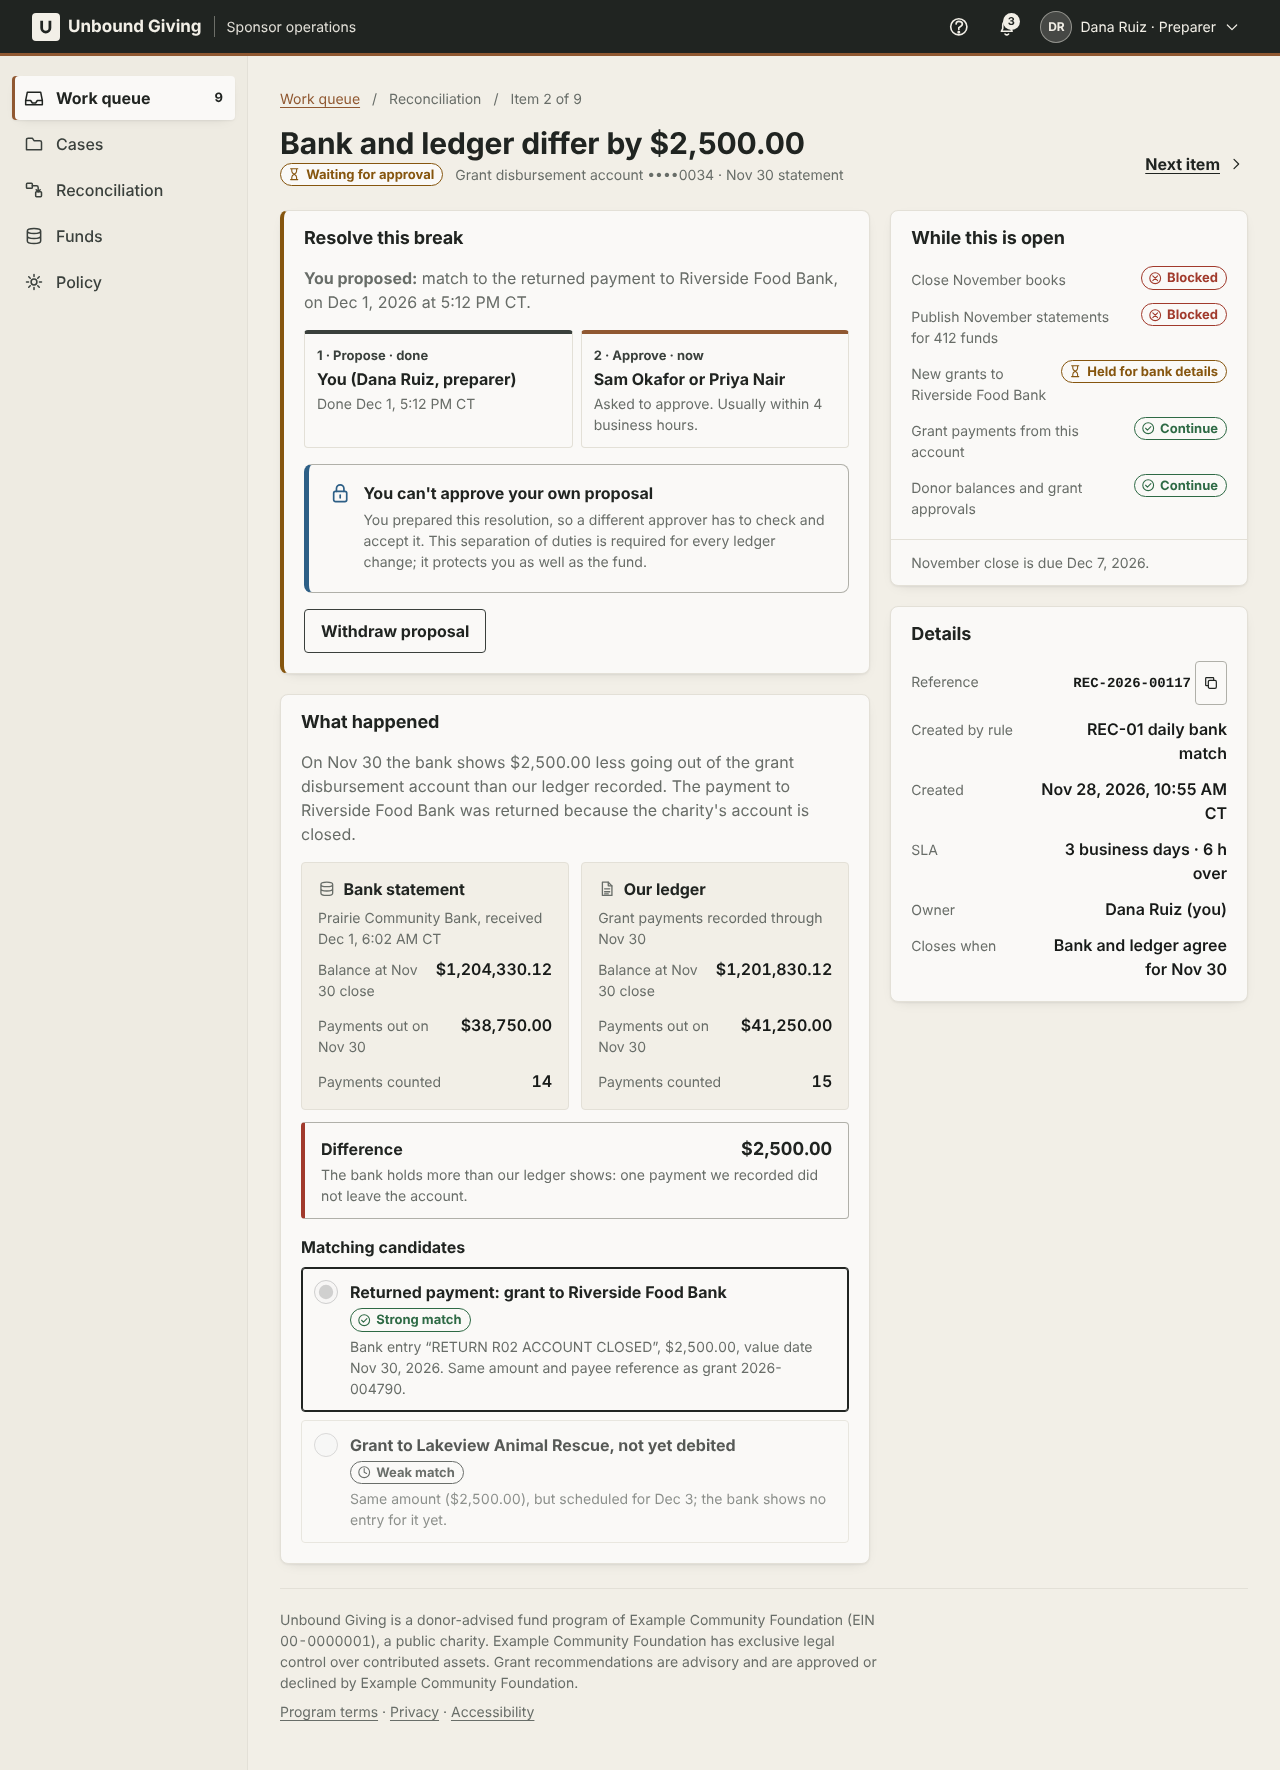 U Unbound Giving Sponsor operations 3 DR Dana Ruiz · Preparer
Work queue 9
Cases
Reconciliation
Funds
Policy
Work queue / Reconciliation / Item 2 of 9
Bank and ledger differ by $2,500.00
Waiting for approval Grant disbursement account ••••0034 · Nov 30 statement
Next item
Resolve this break
You proposed: match to the returned payment to Riverside Food Bank,
on Dec 1, 2026 at 5:12 PM CT.
1 · Propose · done
You (Dana Ruiz, preparer)
Done Dec 1, 5:12 PM CT
2 · Approve · now
Sam Okafor or Priya Nair
Asked to approve. Usually within 4
business hours.
You can't approve your own proposal
You prepared this resolution, so a different approver has to check and
accept it. This separation of duties is required for every ledger
change; it protects you as well as the fund.
Withdraw proposal
What happened
On Nov 30 the bank shows $2,500.00 less going out of the grant
disbursement account than our ledger recorded. The payment to
Riverside Food Bank was returned because the charity's account is
closed.
Bank statement
Prairie Community Bank, received
Dec 1, 6:02 AM CT
Balance at Nov $1,204,330.12
30 close
Payments out on $38,750.00
Nov 30
Payments counted 14
Our ledger
Grant payments recorded through
Nov 30
Balance at Nov $1,201,830.12
30 close
Payments out on $41,250.00
Nov 30
Payments counted 15
Difference $2,500.00
The bank holds more than our ledger shows: one payment we recorded did
not leave the account.
Matching candidates
Returned payment: grant to Riverside Food Bank
Strong match
Bank entry “RETURN R02 ACCOUNT CLOSED”, $2,500.00, value date
Nov 30, 2026. Same amount and payee reference as grant 2026-
004790.
Grant to Lakeview Animal Rescue, not yet debited
Weak match
Same amount ($2,500.00), but scheduled for Dec 3; the bank shows no
entry for it yet.
While this is open
Close November books Blocked
Publish November statements Blocked
for 412 funds
New grants to Held for bank details
Riverside Food Bank
Grant payments from this Continue
account
Donor balances and grant Continue
approvals
November close is due Dec 7, 2026.
Details
Reference REC-2026-00117
Created by rule REC-01 daily bank
match
Created Nov 28, 2026, 10:55 AM
CT
SLA 3 business days · 6 h
over
Owner Dana Ruiz (you)
Closes when Bank and ledger agree
for Nov 30
Unbound Giving is a donor-advised fund program of Example Community Foundation (EIN
00-0000001), a public charity. Example Community Foundation has exclusive legal
control over contributed assets. Grant recommendations are advisory and are approved or
declined by Example Community Foundation.
Program terms · Privacy · Accessibility